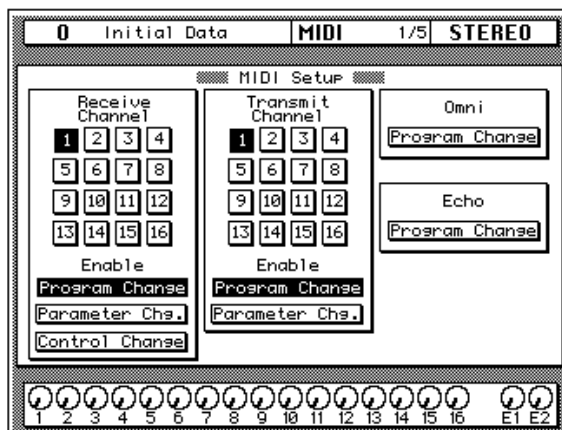 0 Initial Data MIDI 1/5 STEREO
MIDI Setup
Receive
Channel
1 2 3 4
5 6 7 8
9 10 11 12
13 14 15 16
Enable
Program Change
Parameter Chg.
Control Change
Transmit
Channel
1 2 3 4
5 6 7 8
9 10 11 12
13 14 15 16
Enable
Program Change
Parameter Chg.
Omni
Program Change
Echo
Program Change
1 2 3 4 5 6 7 8 9 10 11 12 13 14 15 16 E1 E2